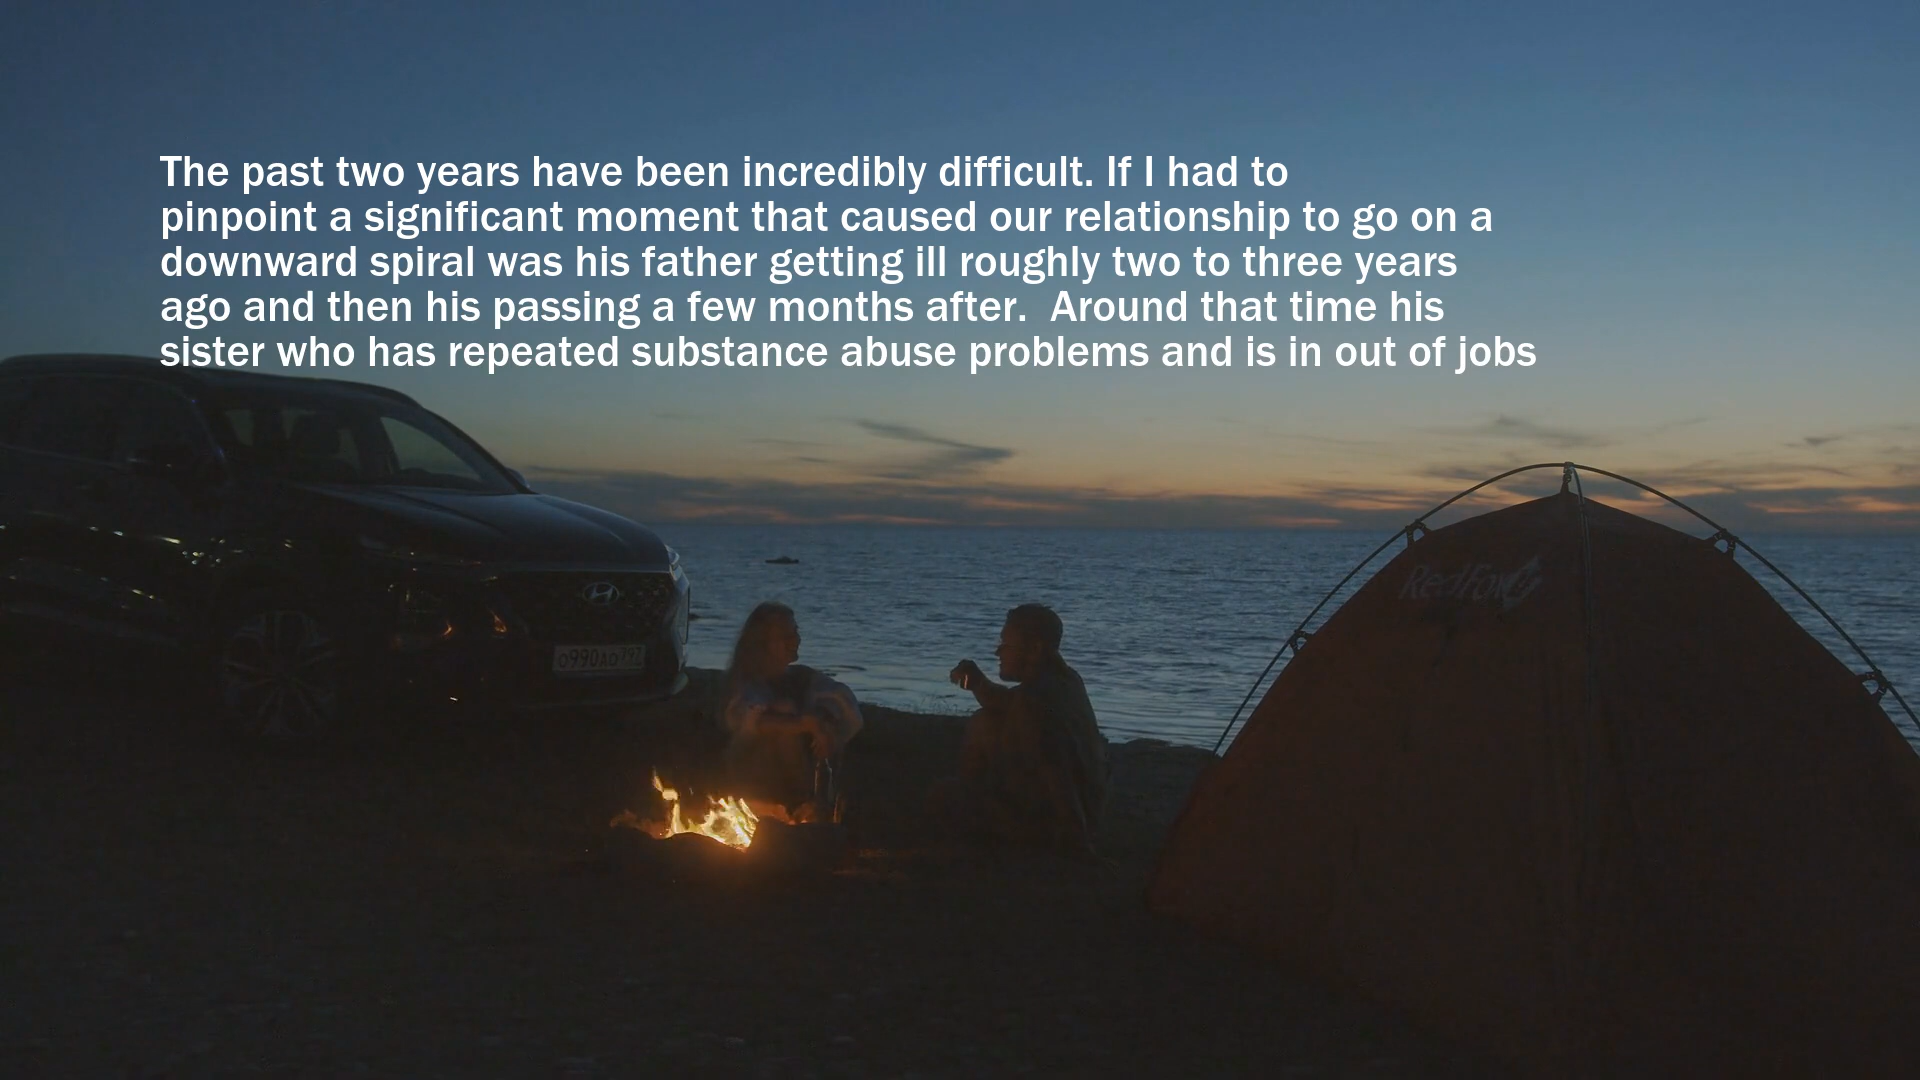 The past two years have been incredibly difficult. If I had to
pinpoint a significant moment that caused our relationship to go on a
downward spiral was his father getting ill roughly two to three years
ago and then his passing a few months after.  Around that time his
sister who has repeated substance abuse problems and is in out of jobs
RedFox
О990АО797